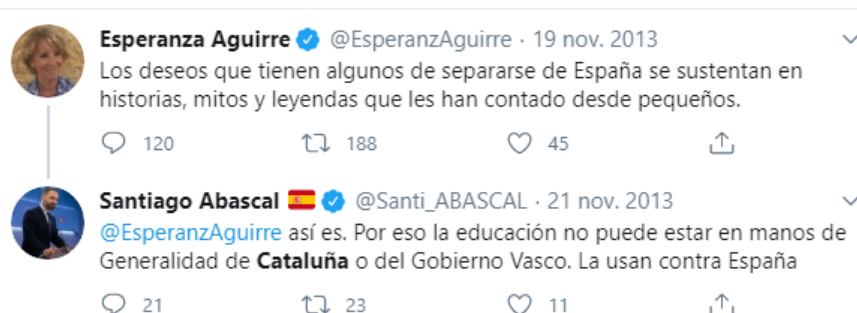 Esperanza Aguirre @EsperanzAguirre · 19 nov. 2013
Los deseos que tienen algunos de separarse de España se sustentan en
historias, mitos y leyendas que les han contado desde pequeños.
120 188 45
Santiago Abascal 🇪🇸 @Santi_ABASCAL · 21 nov. 2013
@EsperanzAguirre así es. Por eso la educación no puede estar en manos de
Generalidad de Cataluña o del Gobierno Vasco. La usan contra España
21 23 11